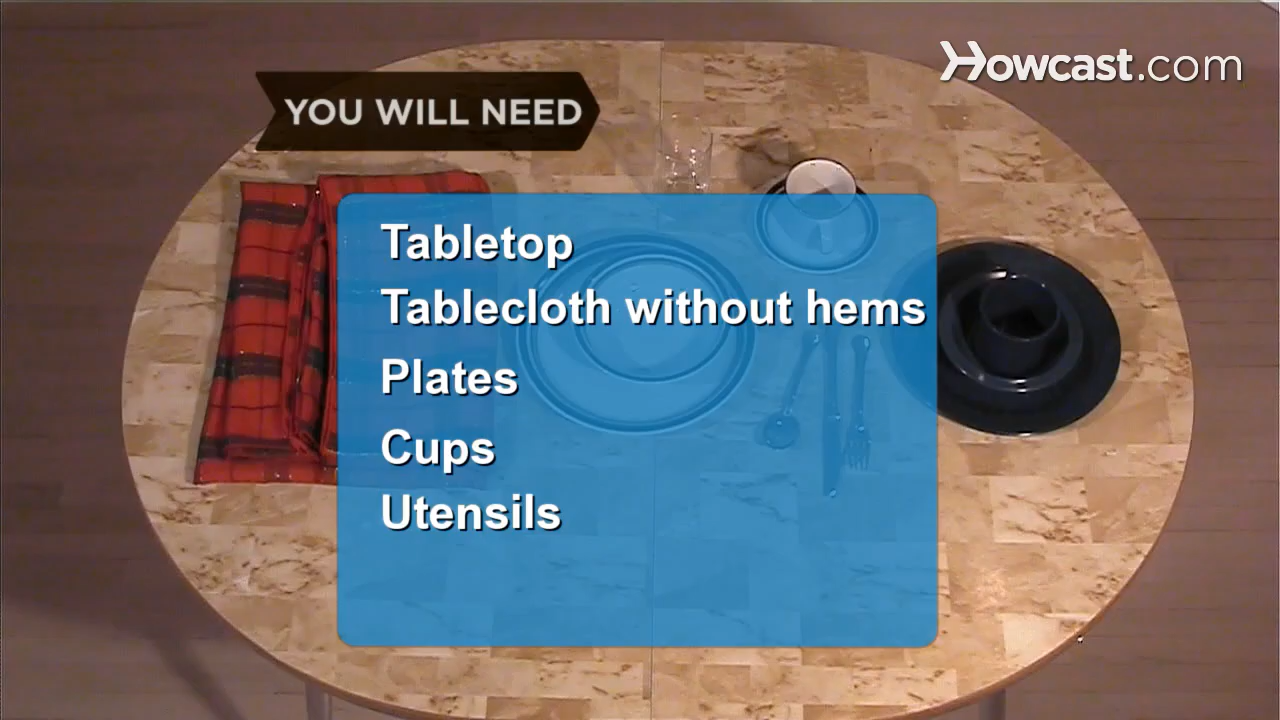 Howcast.com
YOU WILL NEED
Tabletop
Tablecloth without hems
Plates
Cups
Utensils